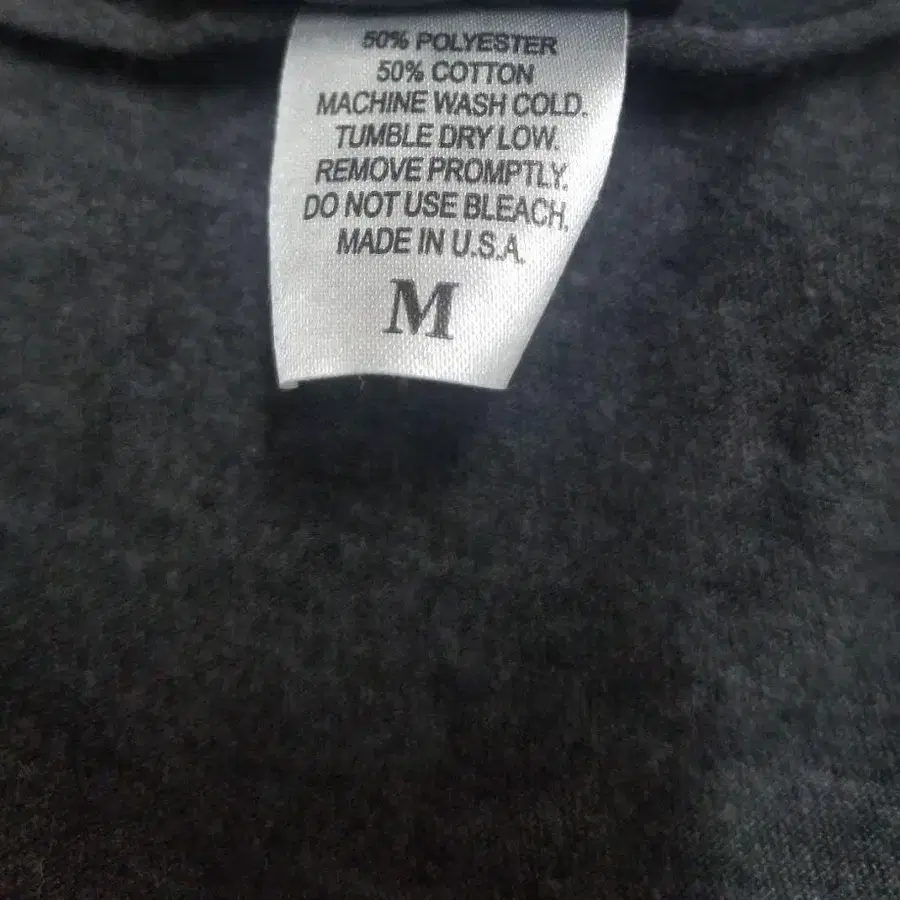 50% POLYESTER
50% COTTON
MACHINE WASH COLD.
TUMBLE DRY LOW.
REMOVE PROMPTLY.
DO NOT USE BLEACH.
MADE IN U.S.A.
M